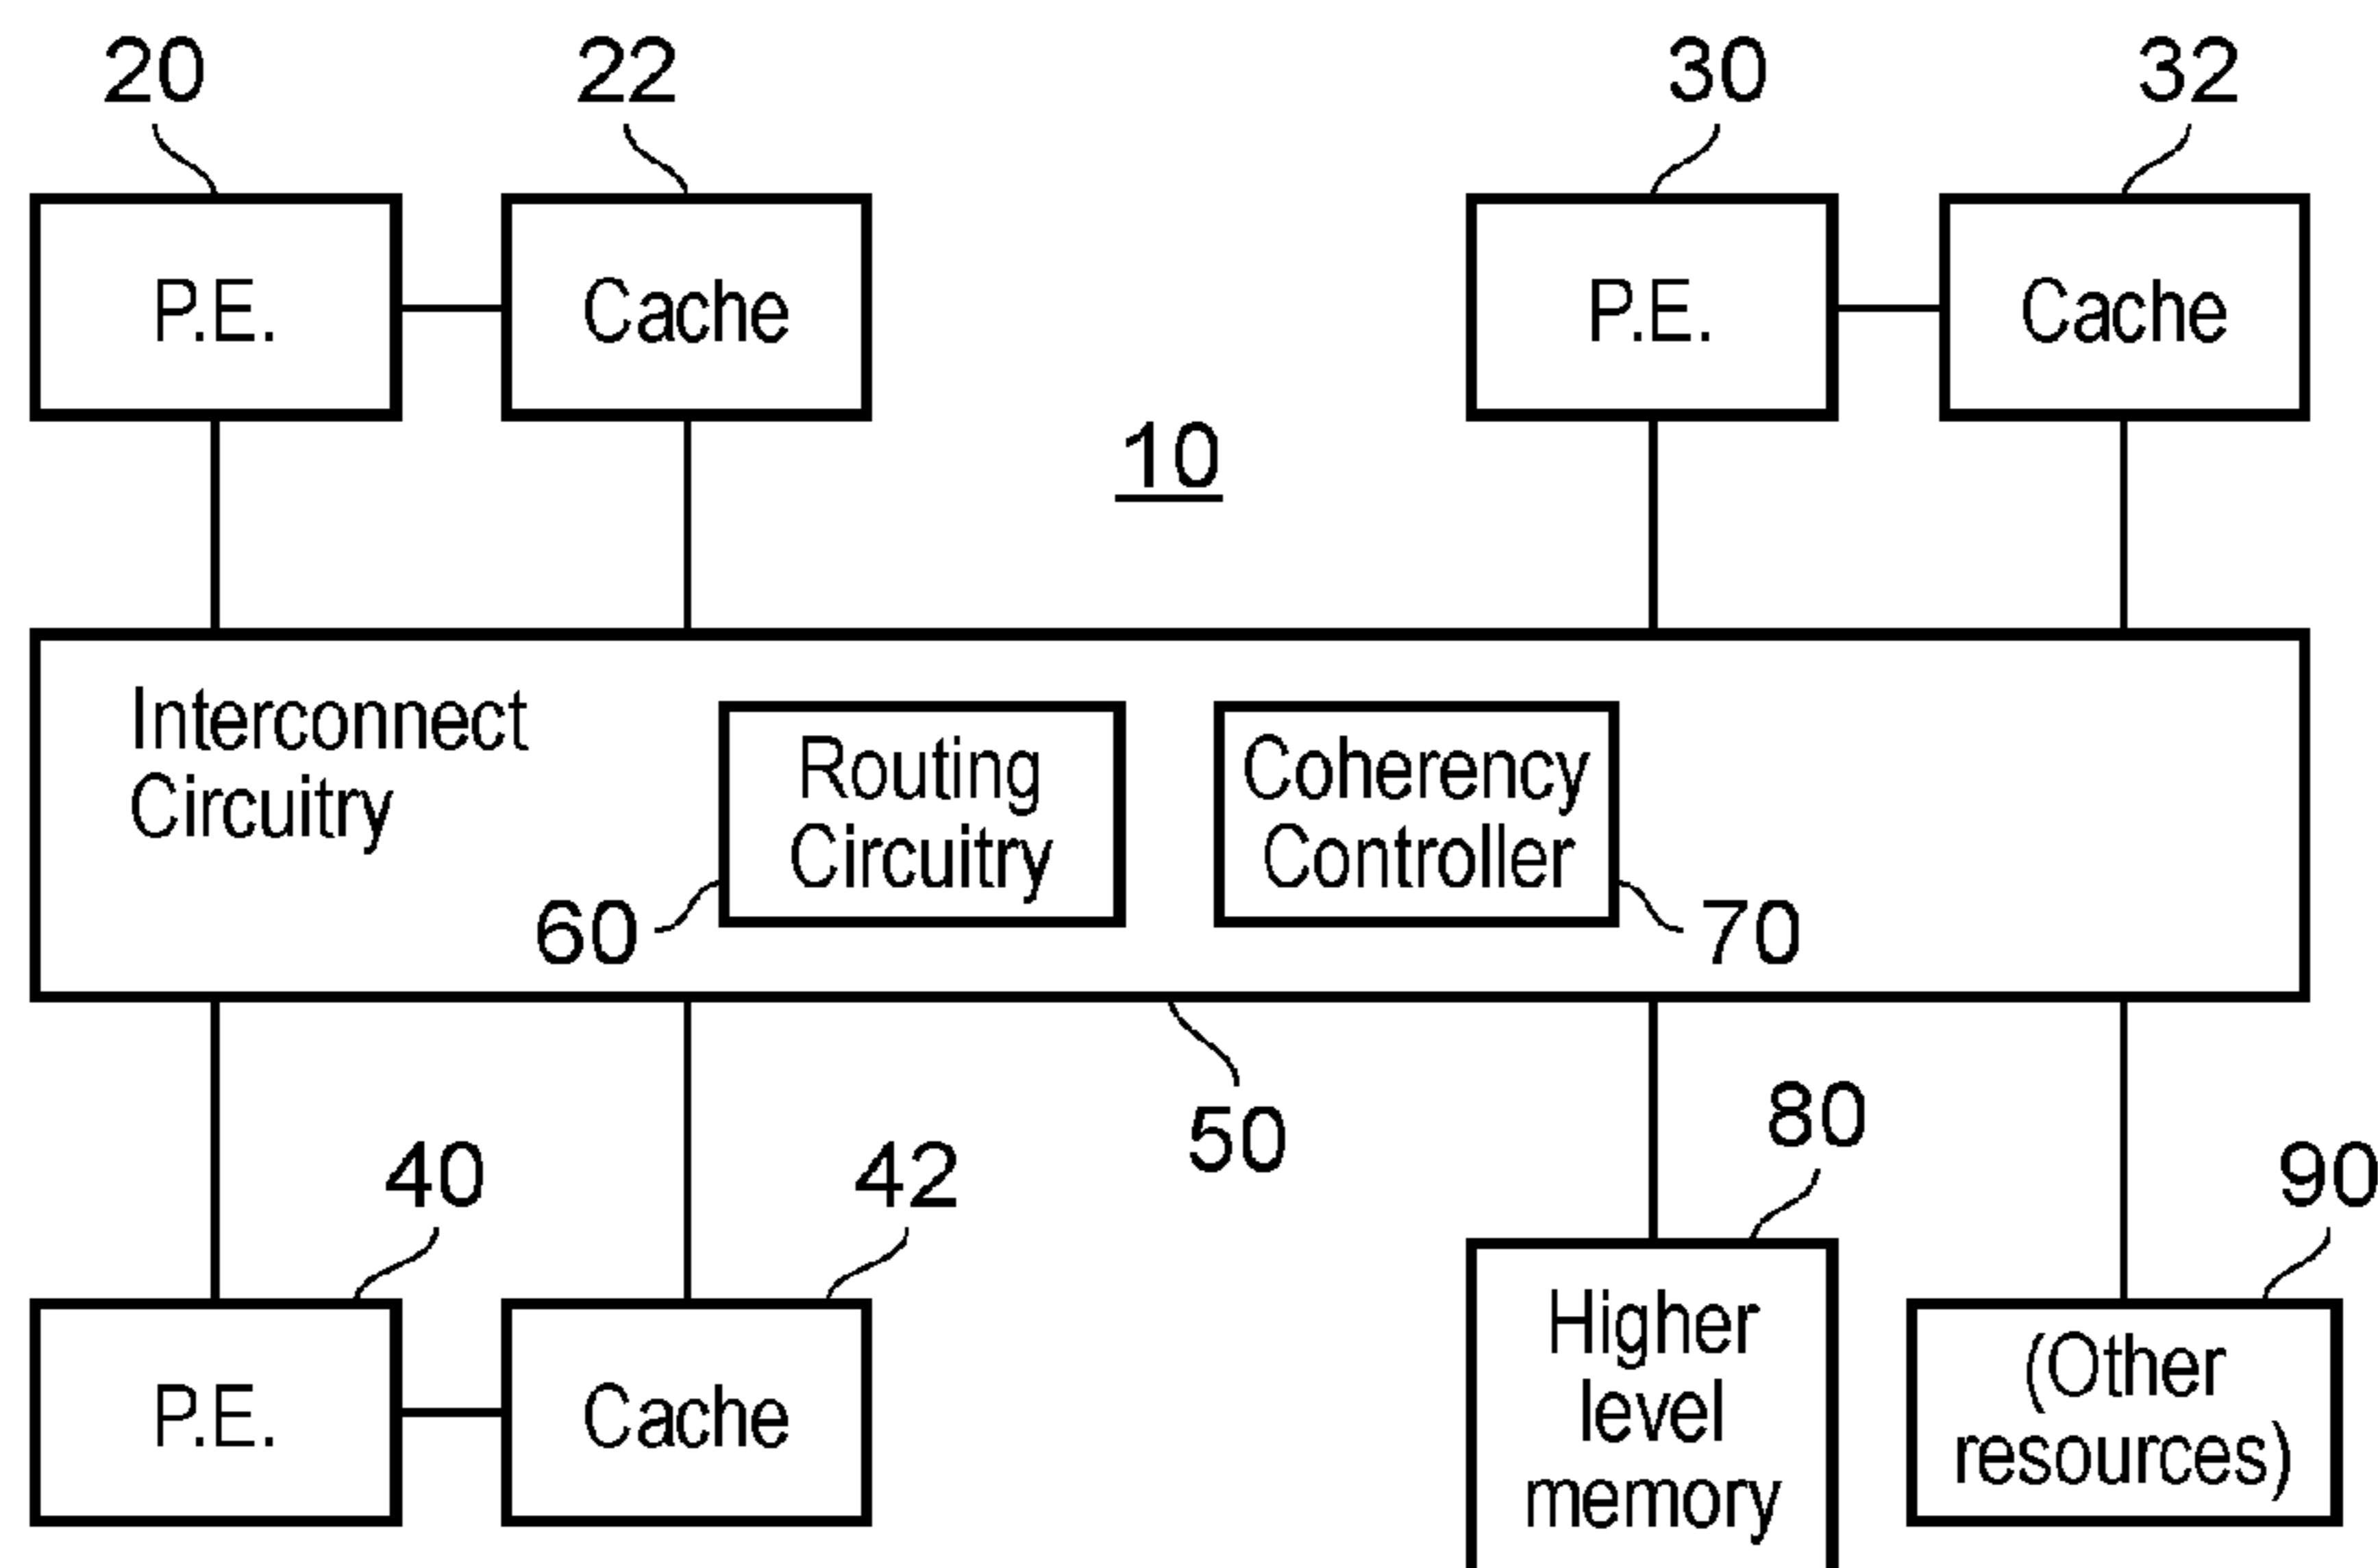 20
22
30
32
P.E.
Cache
P.E.
Cache
10
Interconnect
Circuitry
Routing
Circuitry
Coherency
Controller
60
70
50
80
40
42
90
P.E.
Cache
Higher
level
memory
(Other
resources)